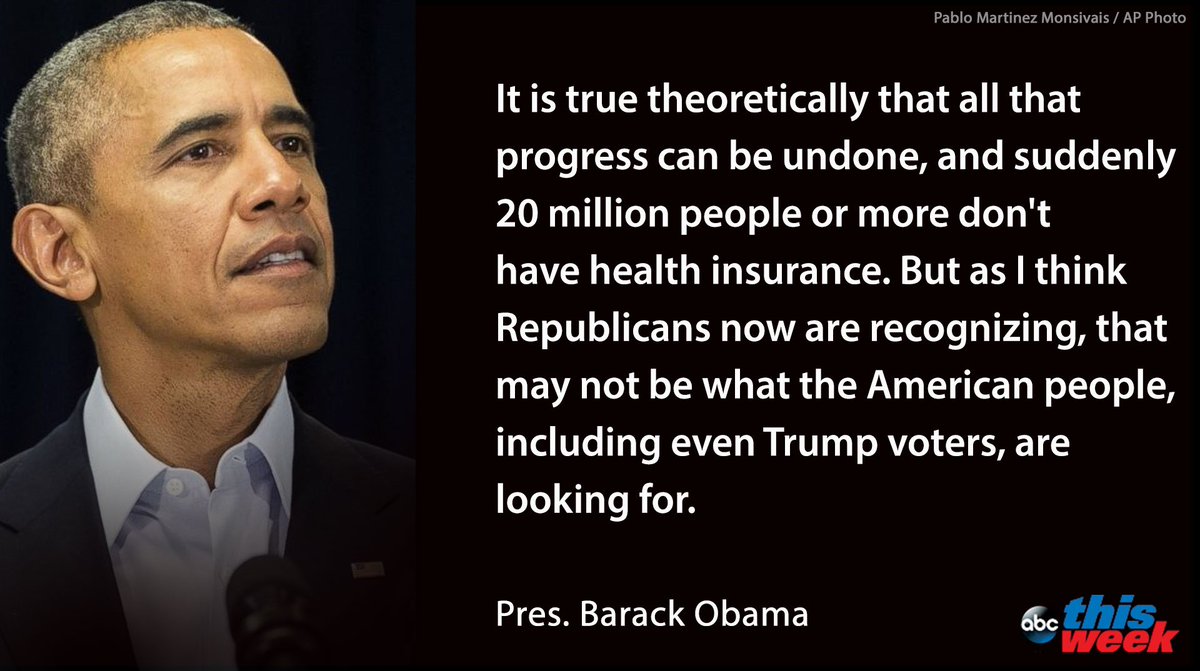 Pablo Martinez Monsivais / AP Photo
It is true theoretically that all that
progress can be undone, and suddenly
20 million people or more don't
have health insurance. But as I think
Republicans now are recognizing, that
may not be what the American people,
including even Trump voters, are
looking for.
Pres. Barack Obama
abc this
week